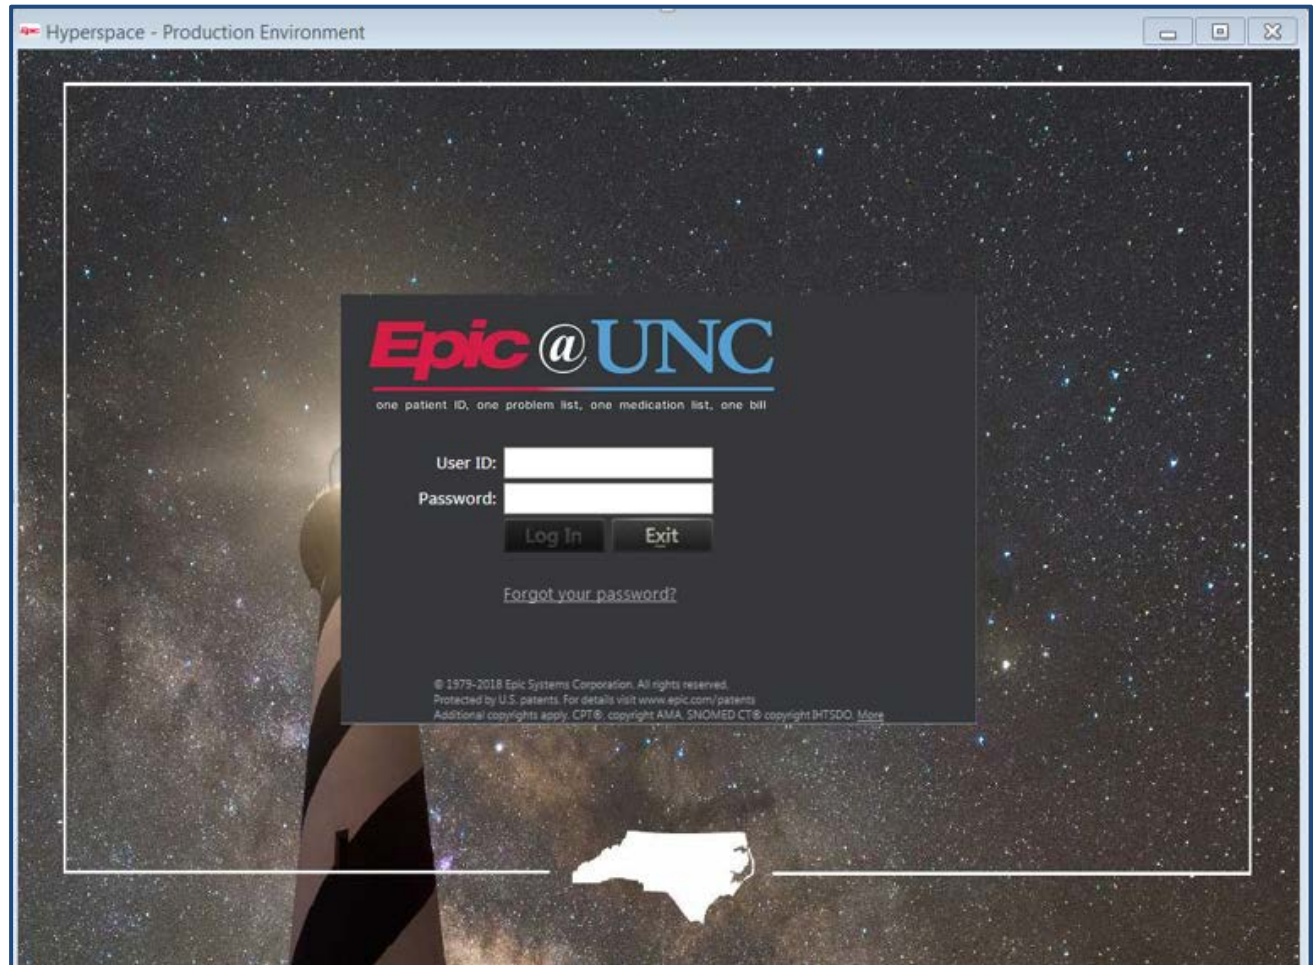 Epic Hyperspace - Production Environment
Epic@UNC
one patient ID, one problem list, one medication list, one bill
User ID:
Password:
Log In Exit
Forgot your password?
© 1979-2018 Epic Systems Corporation. All rights reserved.
Protected by U.S. patents. For details visit www.epic.com/patents
Additional copyrights apply. CPT®, copyright AMA. SNOMED CT® copyright IHTSDO. More